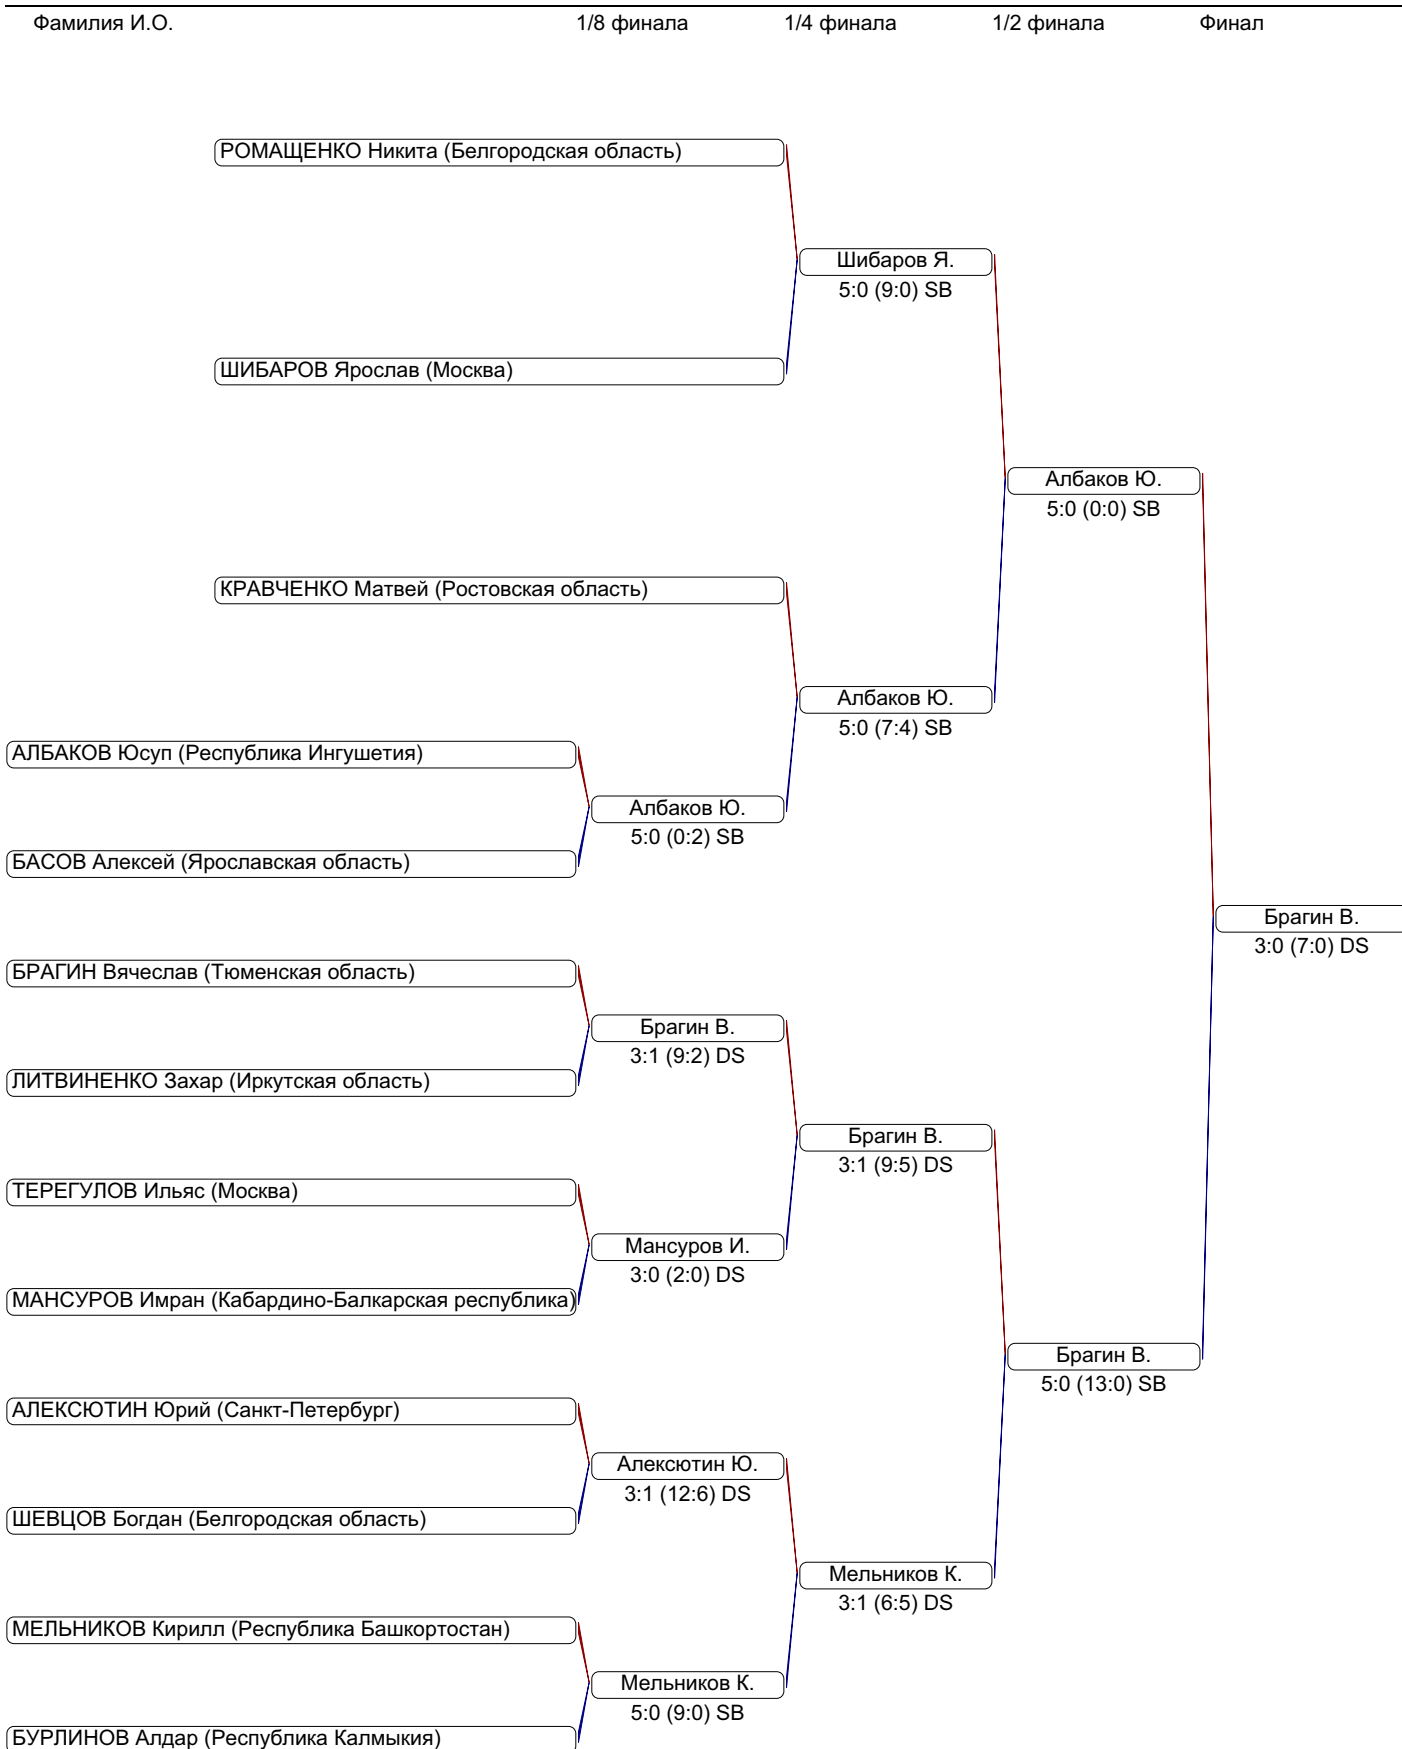 Фамилия И.О. 1/8 финала 1/4 финала 1/2 финала Финал
РОМАЩЕНКО Никита (Белгородская область)
Шибаров Я.
5:0 (9:0) SB
ШИБАРОВ Ярослав (Москва)
Албаков Ю.
5:0 (0:0) SB
КРАВЧЕНКО Матвей (Ростовская область)
Албаков Ю.
5:0 (7:4) SB
АЛБАКОВ Юсуп (Республика Ингушетия)
Албаков Ю.
5:0 (0:2) SB
БАСОВ Алексей (Ярославская область)
Брагин В.
3:0 (7:0) DS
БРАГИН Вячеслав (Тюменская область)
Брагин В.
3:1 (9:2) DS
ЛИТВИНЕНКО Захар (Иркутская область)
Брагин В.
3:1 (9:5) DS
ТЕРЕГУЛОВ Ильяс (Москва)
Мансуров И.
3:0 (2:0) DS
МАНСУРОВ Имран (Кабардино-Балкарская республика)
Брагин В.
5:0 (13:0) SB
АЛЕКСЮТИН Юрий (Санкт-Петербург)
Алексютин Ю.
3:1 (12:6) DS
ШЕВЦОВ Богдан (Белгородская область)
Мельников К.
3:1 (6:5) DS
МЕЛЬНИКОВ Кирилл (Республика Башкортостан)
Мельников К.
5:0 (9:0) SB
БУРЛИНОВ Алдар (Республика Калмыкия)